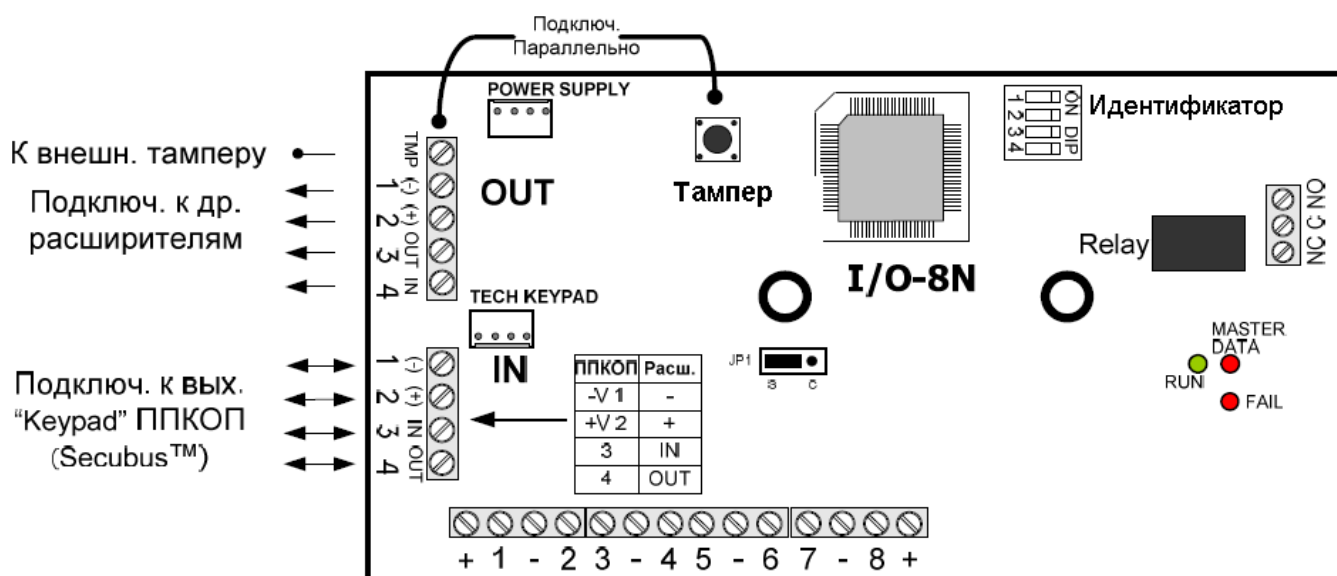 Подключ.
Параллельно
POWER SUPPLY
1 2 3 4
ON DIP
Идентификатор
К внешн. тамперу
TMP
1 (-)
2 (+)
3 OUT
4 IN
OUT
Тампер
Подключ. к др.
расширителям
I/O-8N
Relay
NC C NO
TECH KEYPAD
IN
JP1
S C
MASTER
DATA
RUN
FAIL
Подключ. к вых.
“Keypad” ППКОП
(Secubus™)
1 (-)
2 (+)
3 IN
4 OUT
ППКОП Расш.
-V 1 -
+V 2 +
3 IN
4 OUT
+ 1 - 2 3 - 4 5 - 6 7 - 8 +